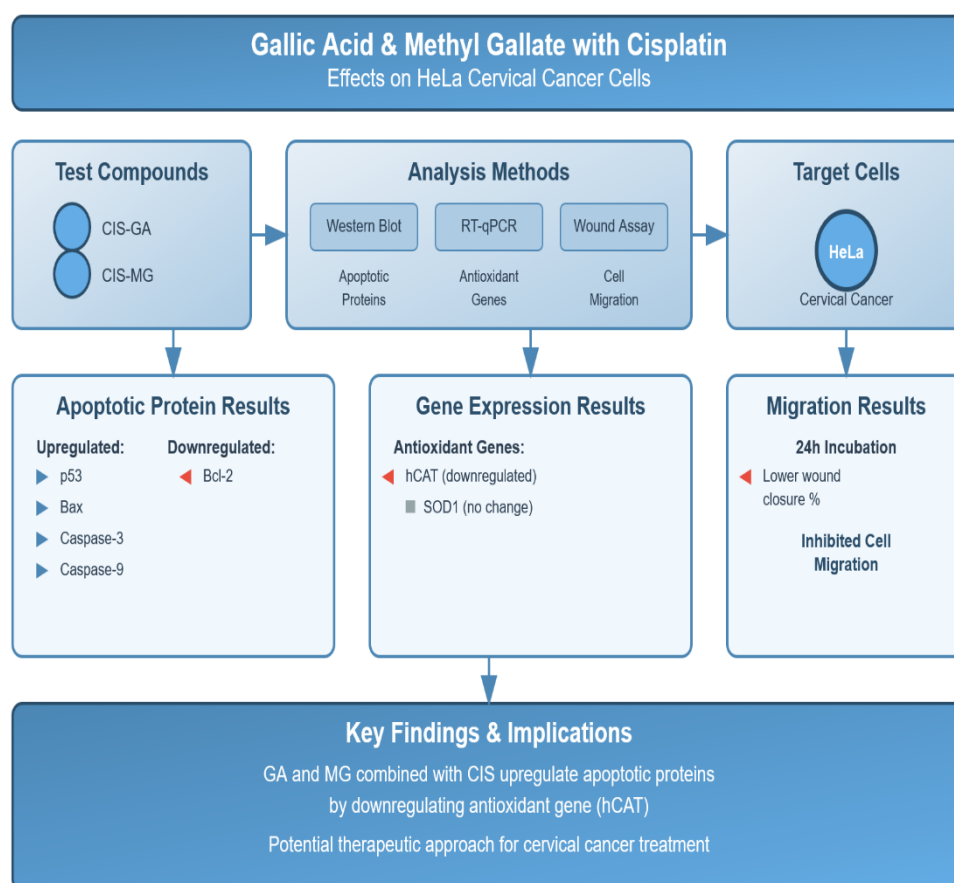 Gallic Acid & Methyl Gallate with Cisplatin
Effects on HeLa Cervical Cancer Cells
Test Compounds
CIS-GA
CIS-MG
Analysis Methods
Western Blot
RT-qPCR
Wound Assay
Apoptotic
Proteins
Antioxidant
Genes
Cell
Migration
Target Cells
HeLa
Cervical Cancer
Apoptotic Protein Results
Upregulated:
p53
Bax
Caspase-3
Caspase-9
Downregulated:
Bcl-2
Gene Expression Results
Antioxidant Genes:
hCAT (downregulated)
SOD1 (no change)
Migration Results
24h Incubation
Lower wound
closure %
Inhibited Cell
Migration
Key Findings & Implications
GA and MG combined with CIS upregulate apoptotic proteins
by downregulating antioxidant gene (hCAT)
Potential therapeutic approach for cervical cancer treatment